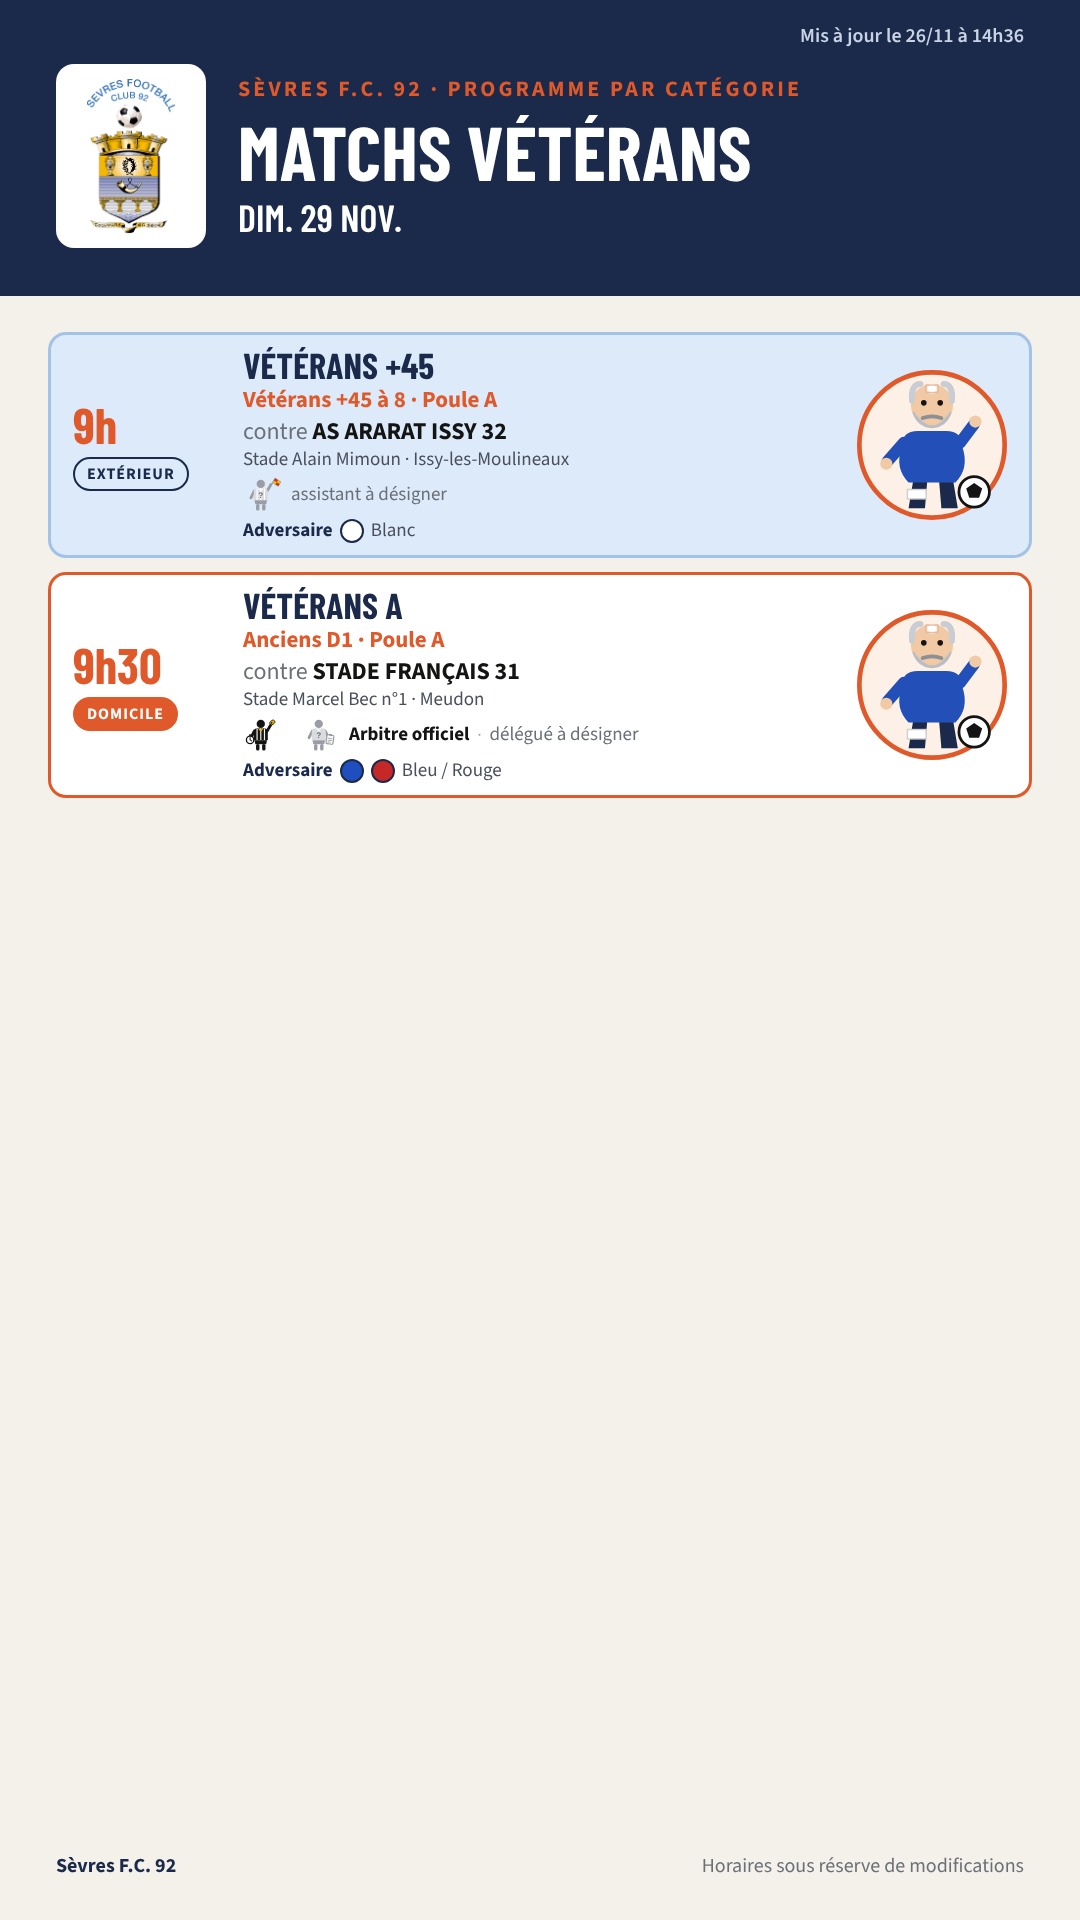 Mis à jour le 26/11 à 14h36
SEVRES FOOTBALL
CLUB 92
SÈVRES F.C. 92 · PROGRAMME PAR CATÉGORIE
MATCHS VÉTÉRANS
DIM. 29 NOV.
9h
EXTÉRIEUR
VÉTÉRANS +45
Vétérans +45 à 8 · Poule A
contre AS ARARAT ISSY 32
Stade Alain Mimoun · Issy-les-Moulineaux
? assistant à désigner
Adversaire Blanc
9h30
DOMICILE
VÉTÉRANS A
Anciens D1 · Poule A
contre STADE FRANÇAIS 31
Stade Marcel Bec n°1 · Meudon
? Arbitre officiel · délégué à désigner
Adversaire Bleu / Rouge
Sèvres F.C. 92
Horaires sous réserve de modifications